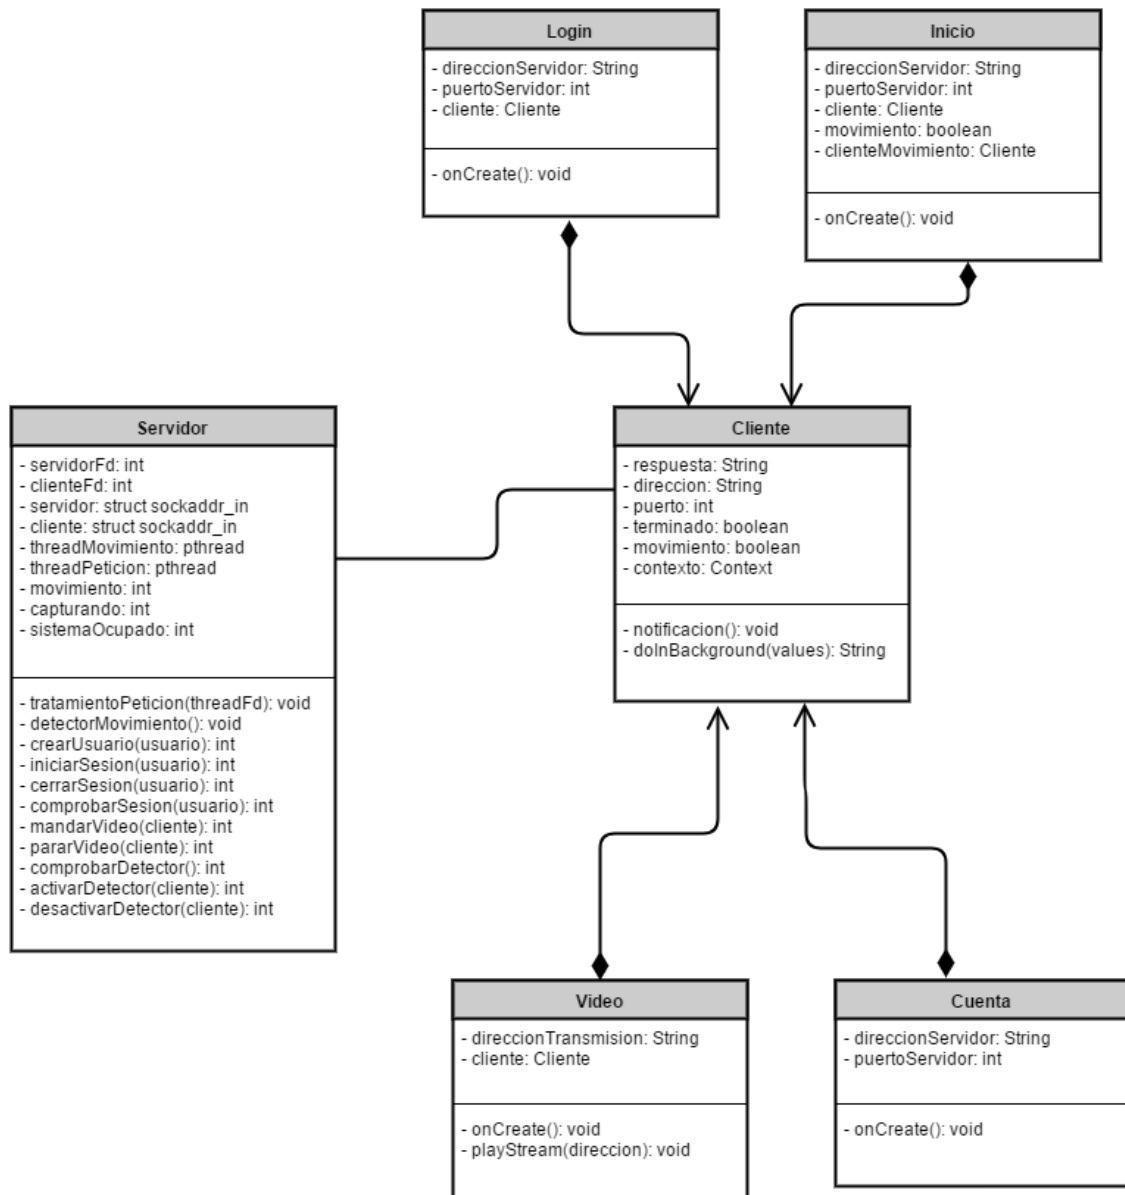 Login
- direccionServidor: String
- puertoServidor: int
- cliente: Cliente
- onCreate(): void
Inicio
- direccionServidor: String
- puertoServidor: int
- cliente: Cliente
- movimiento: boolean
- clienteMovimiento: Cliente
- onCreate(): void
Servidor
- servidorFd: int
- clienteFd: int
- servidor: struct sockaddr_in
- cliente: struct sockaddr_in
- threadMovimiento: pthread
- threadPeticion: pthread
- movimiento: int
- capturando: int
- sistemaOcupado: int
- tratamientoPeticion(threadFd): void
- detectorMovimiento(): void
- crearUsuario(usuario): int
- iniciarSesion(usuario): int
- cerrarSesion(usuario): int
- comprobarSesion(usuario): int
- mandarVideo(cliente): int
- pararVideo(cliente): int
- comprobarDetector(): int
- activarDetector(cliente): int
- desactivarDetector(cliente): int
Cliente
- respuesta: String
- direccion: String
- puerto: int
- terminado: boolean
- movimiento: boolean
- contexto: Context
- notificacion(): void
- doInBackground(values): String
Video
- direccionTransmision: String
- cliente: Cliente
- onCreate(): void
- playStream(direccion): void
Cuenta
- direccionServidor: String
- puertoServidor: int
- onCreate(): void